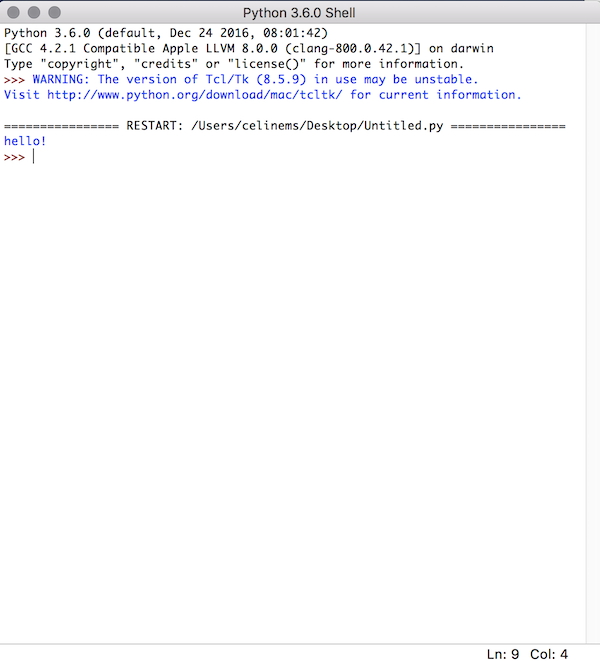 Python 3.6.0 Shell
Python 3.6.0 (default, Dec 24 2016, 08:01:42)
[GCC 4.2.1 Compatible Apple LLVM 8.0.0 (clang-800.0.42.1)] on darwin
Type "copyright", "credits" or "license()" for more information.
>>> WARNING: The version of Tcl/Tk (8.5.9) in use may be unstable.
Visit http://www.python.org/download/mac/tcltk/ for current information.
================ RESTART: /Users/celinems/Desktop/Untitled.py ================
hello!
>>>
Ln: 9 Col: 4